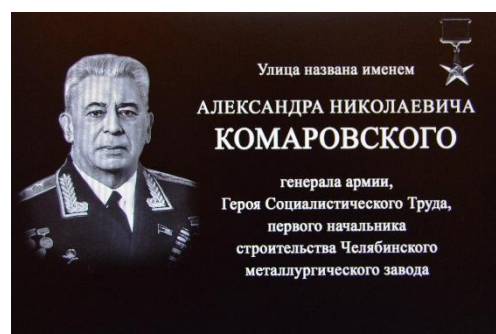 Улица названа именем
АЛЕКСАНДРА НИКОЛАЕВИЧА
КОМАРОВСКОГО
генерала армии,
Героя Социалистического Труда,
первого начальника
строительства Челябинского
металлургического завода